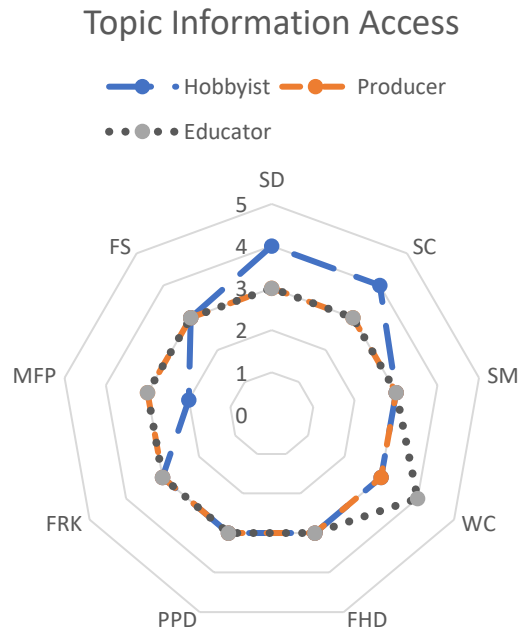 Topic Information Access
Hobbyist Producer
Educator
SD
5
FS 4 SC
3
2
MFP 1 SM
0
FRK WC
PPD FHD